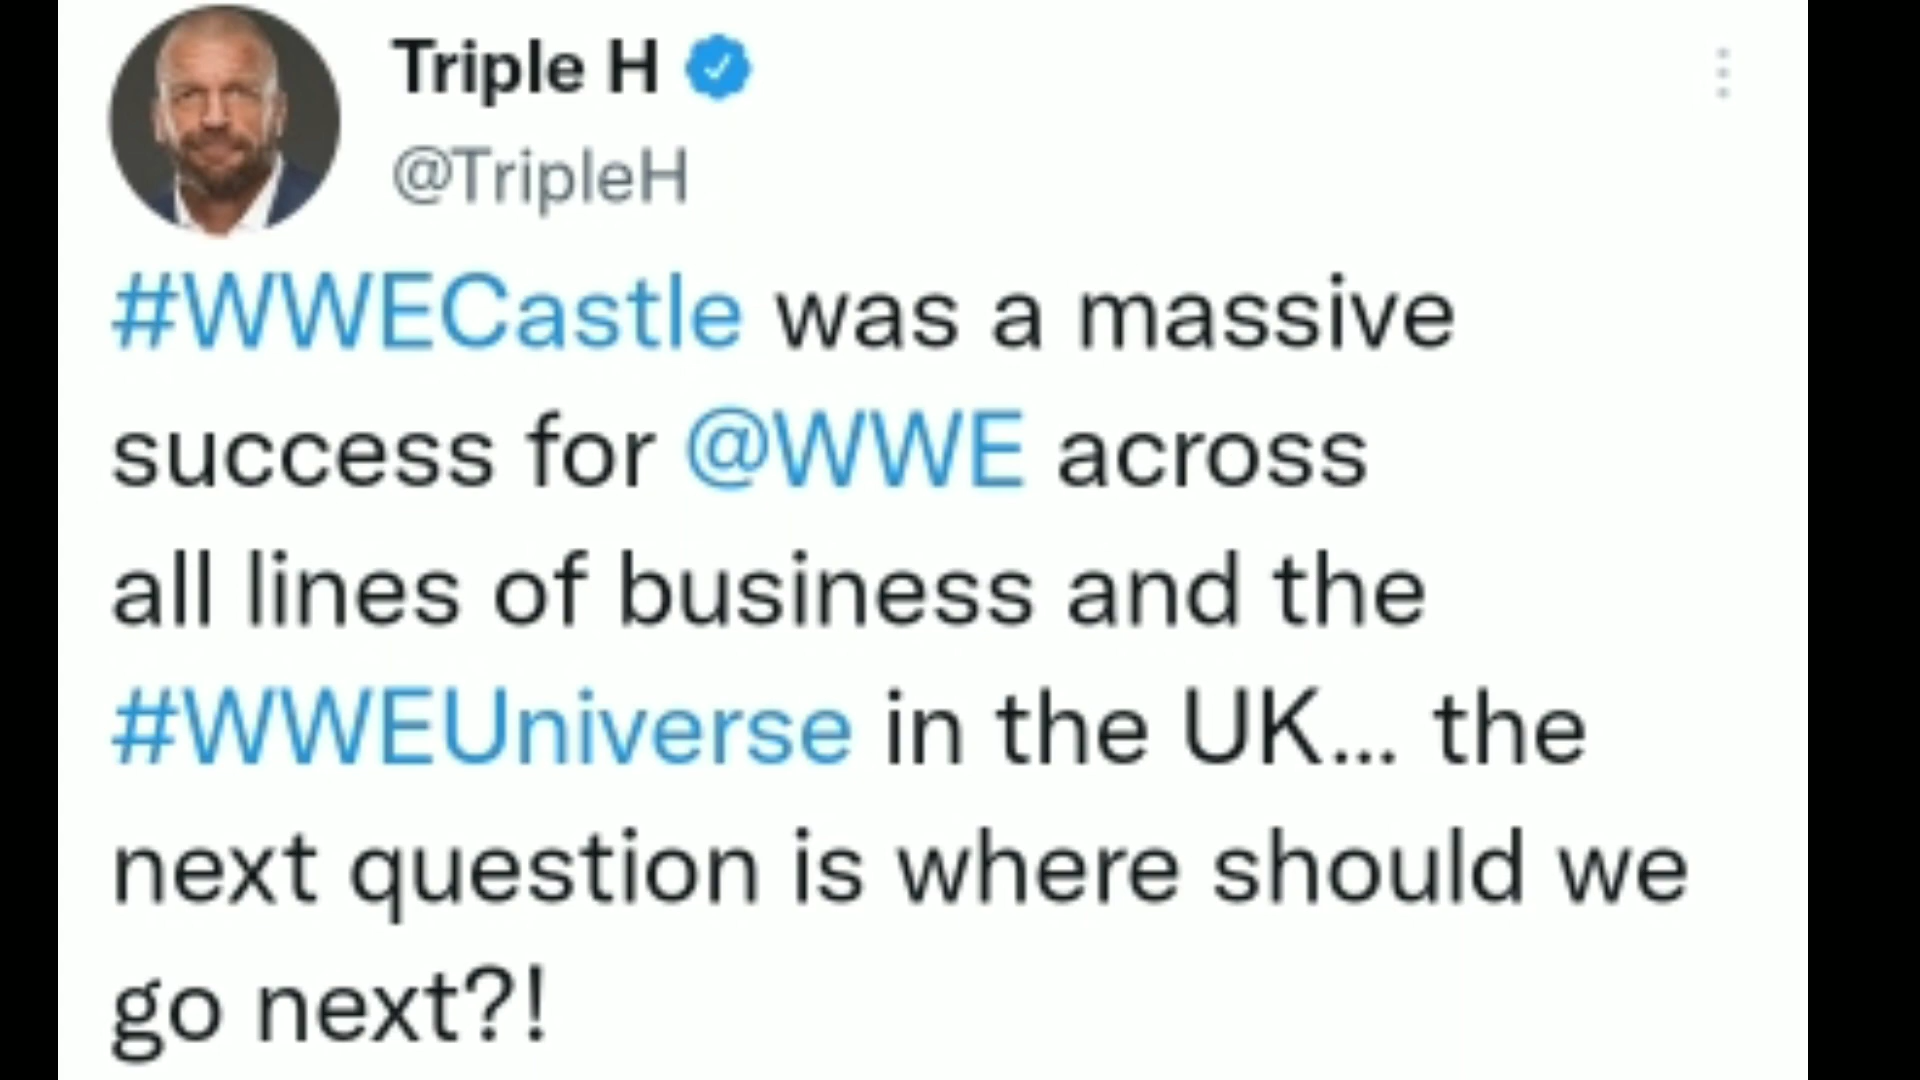 Triple H
@TripleH
#WWECastle was a massive
success for @WWE across
all lines of business and the
#WWEUniverse in the UK... the
next question is where should we
go next?!